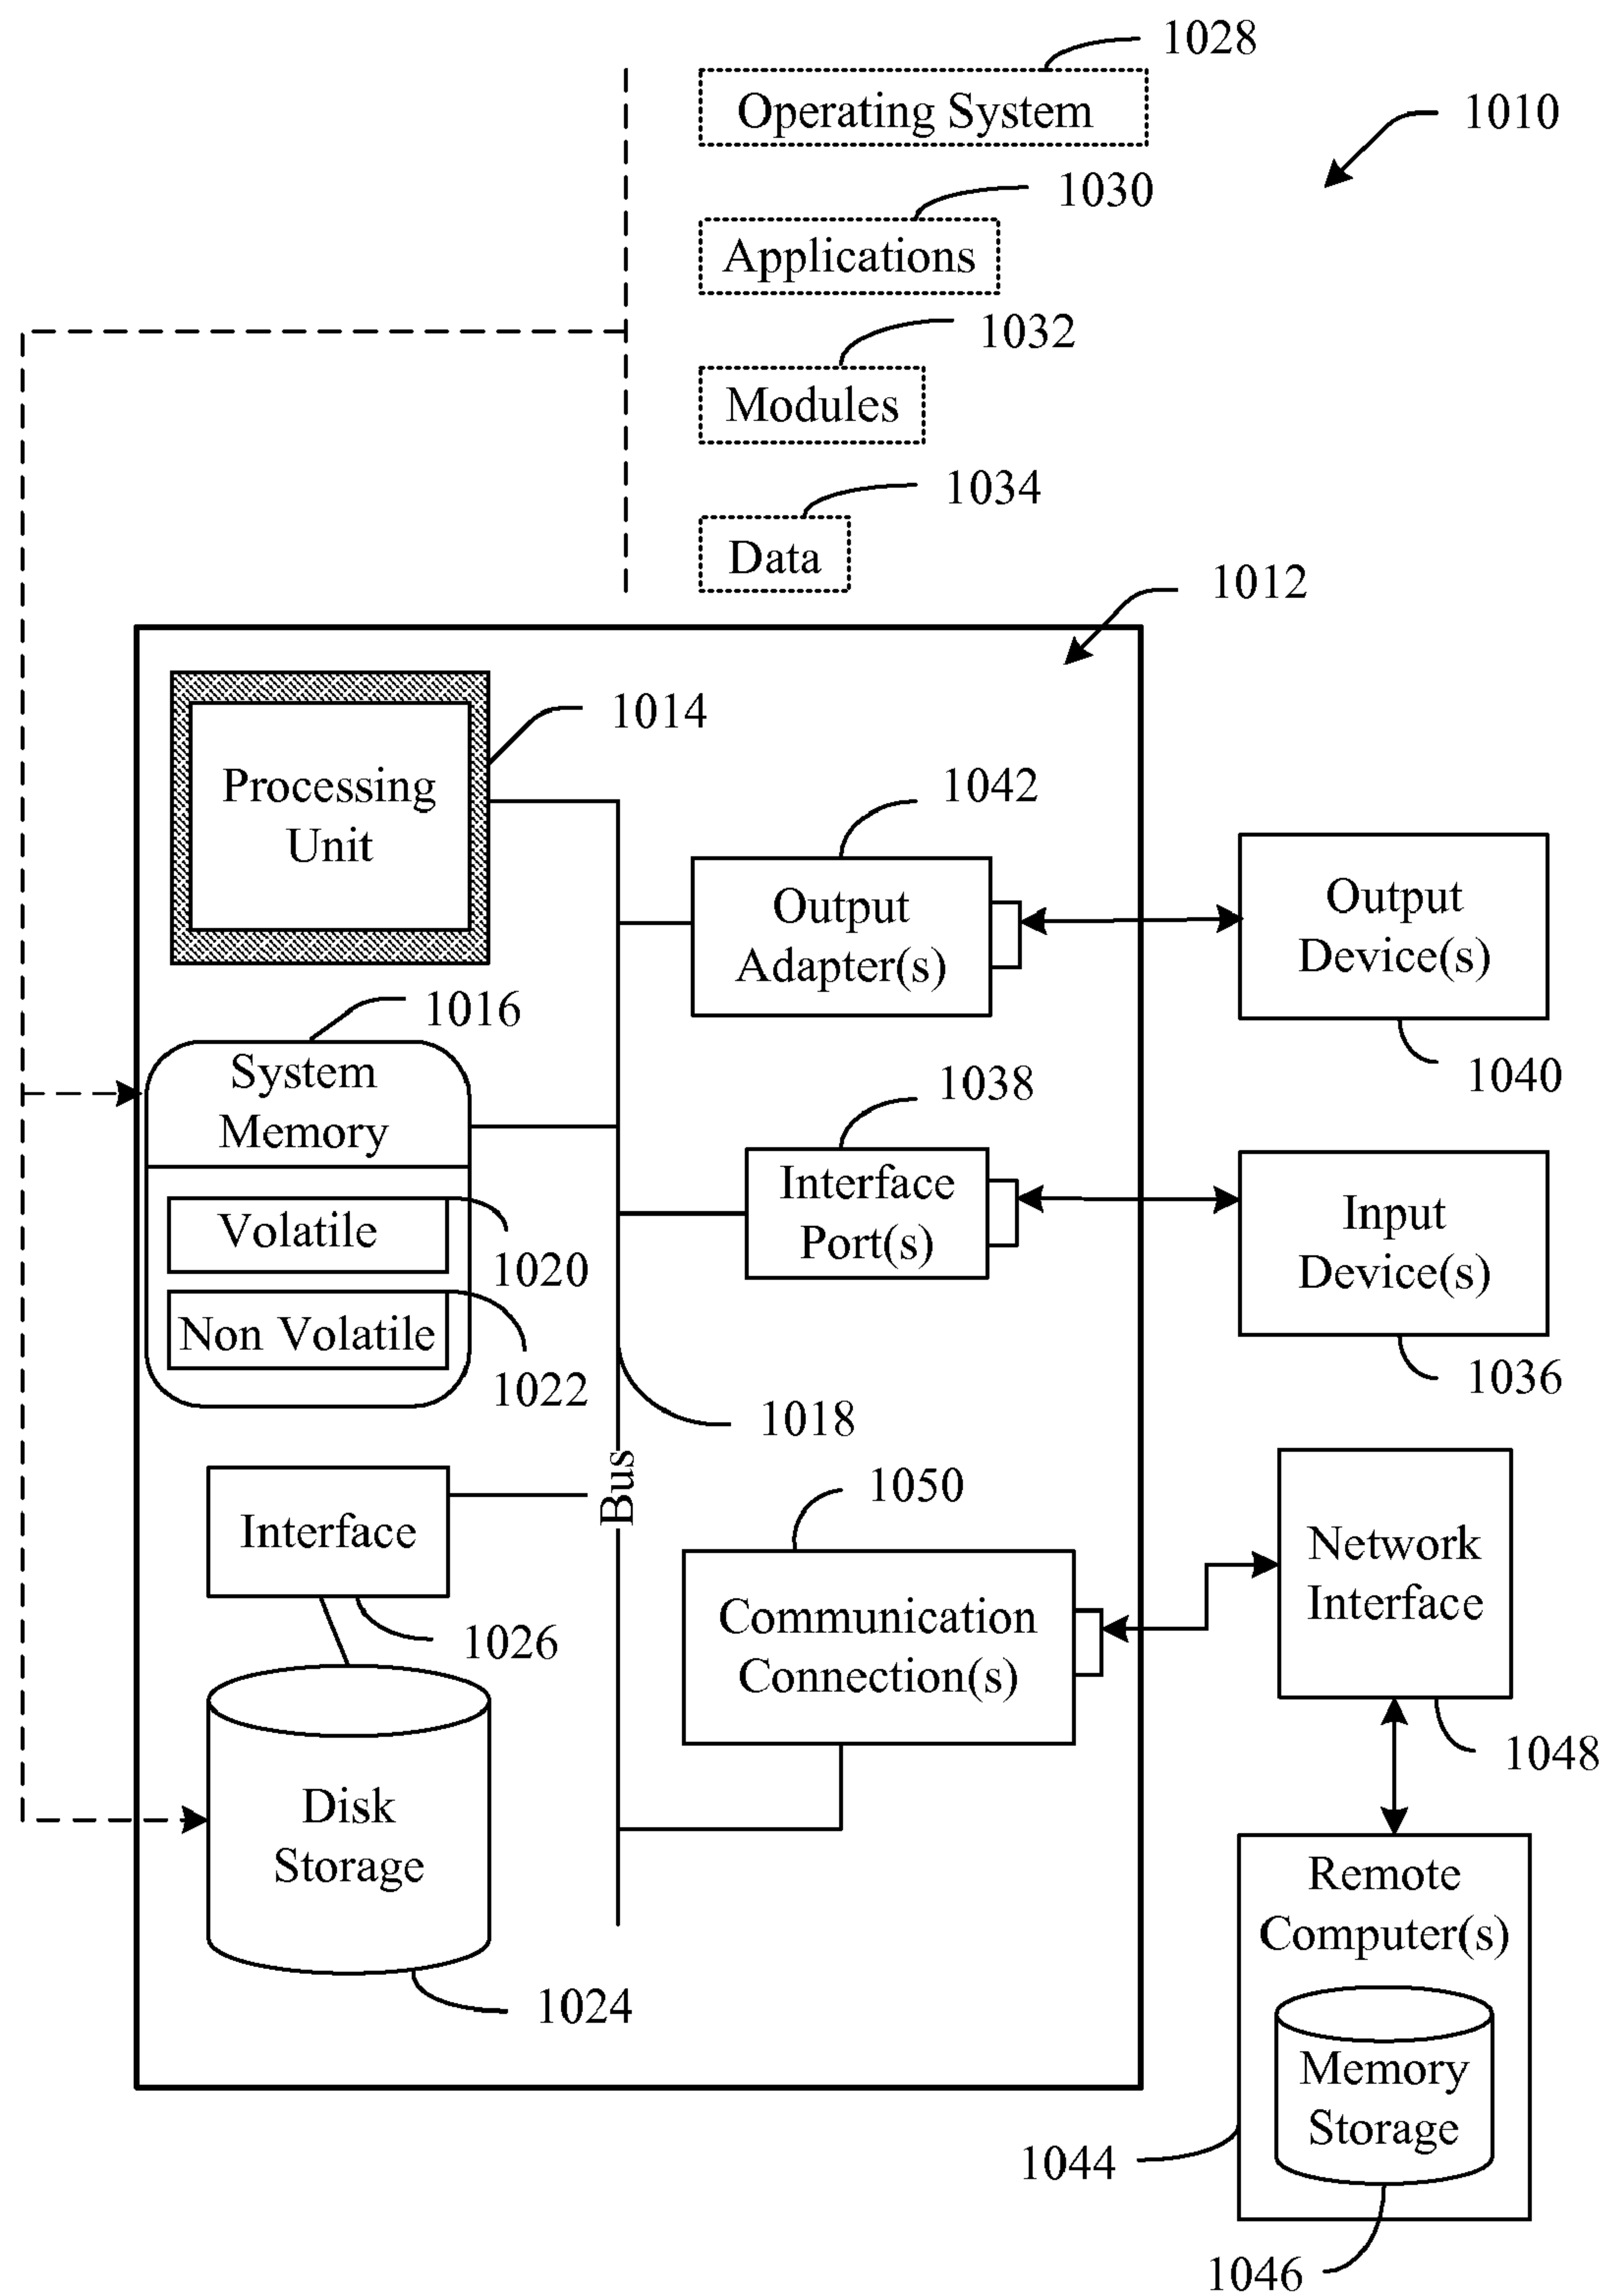 1028
Operating System
1010
1030
Applications
1032
Modules
1034
Data
1012
1014
Processing
Unit
1042
Output
Adapter(s)
Output
Device(s)
1040
1016
System
Memory
1038
Interface
Port(s)
Input
Device(s)
1036
Volatile
1020
Non Volatile
1022
1018
Bus
1050
Interface
1026
Communication
Connection(s)
Network
Interface
1048
Disk
Storage
1024
Remote
Computer(s)
Memory
Storage
1044
1046